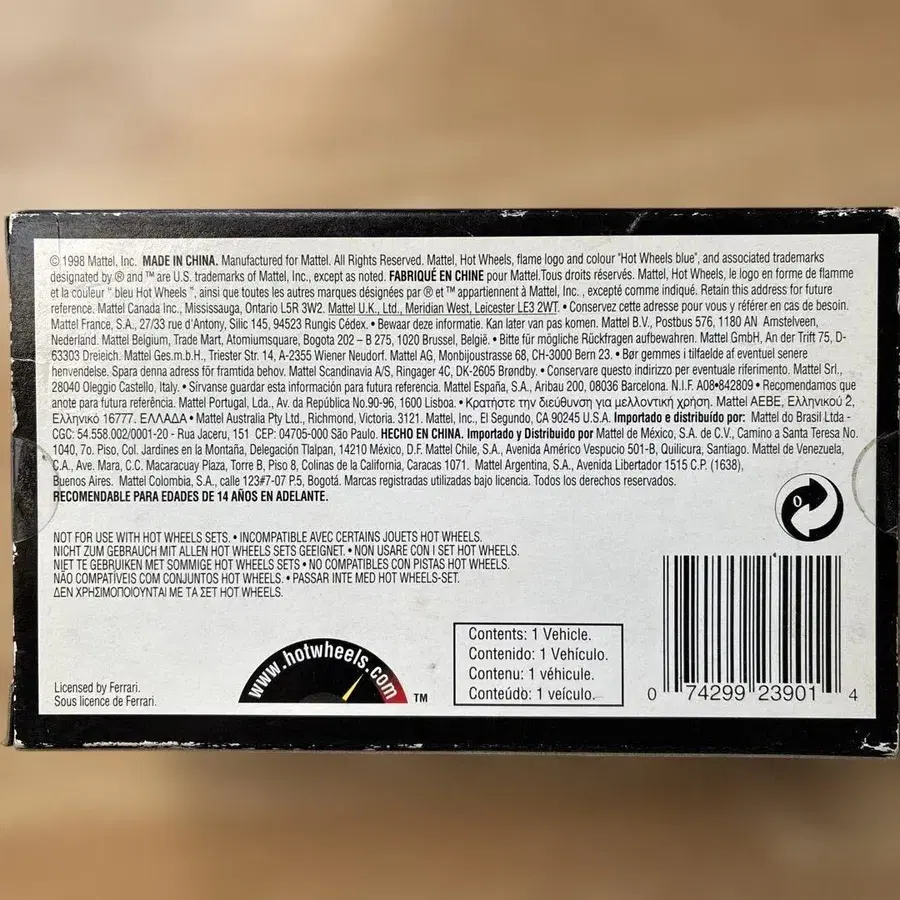 © 1998 Mattel, Inc. MADE IN CHINA. Manufactured for Mattel. All Rights Reserved. Mattel, Hot Wheels, flame logo and colour "Hot Wheels blue", and associated trademarks
designated by ® and ™ are U.S. trademarks of Mattel, Inc., except as noted. FABRIQUÉ EN CHINE pour Mattel.Tous droits réservés. Mattel, Hot Wheels, le logo en forme de flamme
et la couleur " bleu Hot Wheels ", ainsi que toutes les autres marques désignées par ® et ™ appartiennent à Mattel, Inc. , excepté comme indiqué. Retain this address for future
reference. Mattel Canada Inc., Mississauga, Ontario L5R 3W2. Mattel U.K., Ltd., Meridian West, Leicester LE3 2WT. • Conservez cette adresse pour vous y référer en cas de besoin.
Mattel France, S.A., 27/33 rue d'Antony, Silic 145, 94523 Rungis Cédex. • Bewaar deze informatie. Kan later van pas komen. Mattel B.V., Postbus 576, 1180 AN Amstelveen,
Nederland. Mattel Belgium, Trade Mart, Atomiumsquare, Bogota 202 – B 275, 1020 Brussel, België. • Bitte für mögliche Rückfragen aufbewahren. Mattel GmbH, An der Trift 75, D-
63303 Dreieich. Mattel Ges.m.b.H., Triester Str. 14, A-2355 Wiener Neudorf. Mattel AG, Monbijoustrasse 68, CH-3000 Bern 23. • Bør gemmes i tilfælde af eventuel senere
henvendelse. Spara denna adress för framtida behov. Mattel Scandinavia A/S, Ringager 4C, DK-2605 Brøndby. • Conservare questo indirizzo per eventuale riferimento. Mattel Srl.,
28040 Oleggio Castello, Italy. • Sírvanse guardar esta información para futura referencia. Mattel España, S.A., Aribau 200, 08036 Barcelona. N.I.F. A08•842809 • Recomendamos que
anote para futura referência. Mattel Portugal, Lda., Av. da República No.90-96, 1600 Lisboa. • Κρατήστε την διεύθυνση για μελλοντική χρήση. Mattel AEBE, Ελληνικού 2,
Ελληνικό 16777. ΕΛΛΑΔΑ • Mattel Australia Pty Ltd., Richmond, Victoria. 3121. Mattel, Inc., El Segundo, CA 90245 U.S.A. Importado e distribuído por: Mattel do Brasil Ltda -
CGC: 54.558.002/0001-20 - Rua Jaceru, 151 CEP: 04705-000 São Paulo. HECHO EN CHINA. Importado y Distribuido por Mattel de México, S.A. de C.V., Camino a Santa Teresa No.
1040, 7o. Piso, Col. Jardines en la Montaña, Delegación Tlalpan, 14210 México, D.F. Mattel Chile, S.A., Avenida Américo Vespucio 501-B, Quilicura, Santiago. Mattel de Venezuela,
C.A., Ave. Mara, C.C. Macaracuay Plaza, Torre B, Piso 8, Colinas de la California, Caracas 1071. Mattel Argentina, S.A., Avenida Libertador 1515 C.P. (1638),
Buenos Aires. Mattel Colombia, S.A., calle 123#7-07 P.5, Bogotá. Marcas registradas utilizadas bajo licencia. Todos los derechos reservados.
RECOMENDABLE PARA EDADES DE 14 AÑOS EN ADELANTE.
0
NOT FOR USE WITH HOT WHEELS SETS. • INCOMPATIBLE AVEC CERTAINS JOUETS HOT WHEELS.
NICHT ZUM GEBRAUCH MIT ALLEN HOT WHEELS SETS GEEIGNET. • NON USARE CON I SET HOT WHEELS.
NIET TE GEBRUIKEN MET SOMMIGE HOT WHEELS SETS • NO COMPATIBLES CON PISTAS HOT WHEELS.
NÃO COMPATÍVEIS COM CONJUNTOS HOT WHEELS. • PASSAR INTE MED HOT WHEELS-SET.
ΔΕΝ ΧΡΗΣΙΜΟΠΟΙΟΥΝΤΑΙ ΜΕ ΤΑ ΣΕΤ HOT WHEELS.
Licensed by Ferrari.
Sous licence de Ferrari.
www.hotwheels.com
TM
Contents: 1 Vehicle.
Contenido: 1 Vehículo.
Contenu: 1 véhicule.
Conteúdo: 1 veículo.
0 74299 23901 4